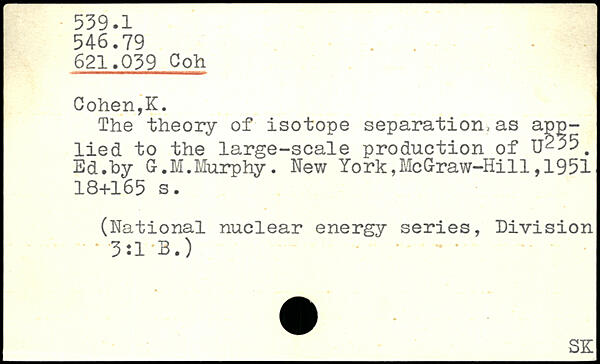 539.1
546.79
621.039 Coh
Cohen,K.
The theory of isotope separation, as app-
lied to the large-scale production of U235.
Ed.by G.M.Murphy. New York,McGraw-Hill,1951
18+165 s.
(National nuclear energy series, Division
3:1 B.)
SK